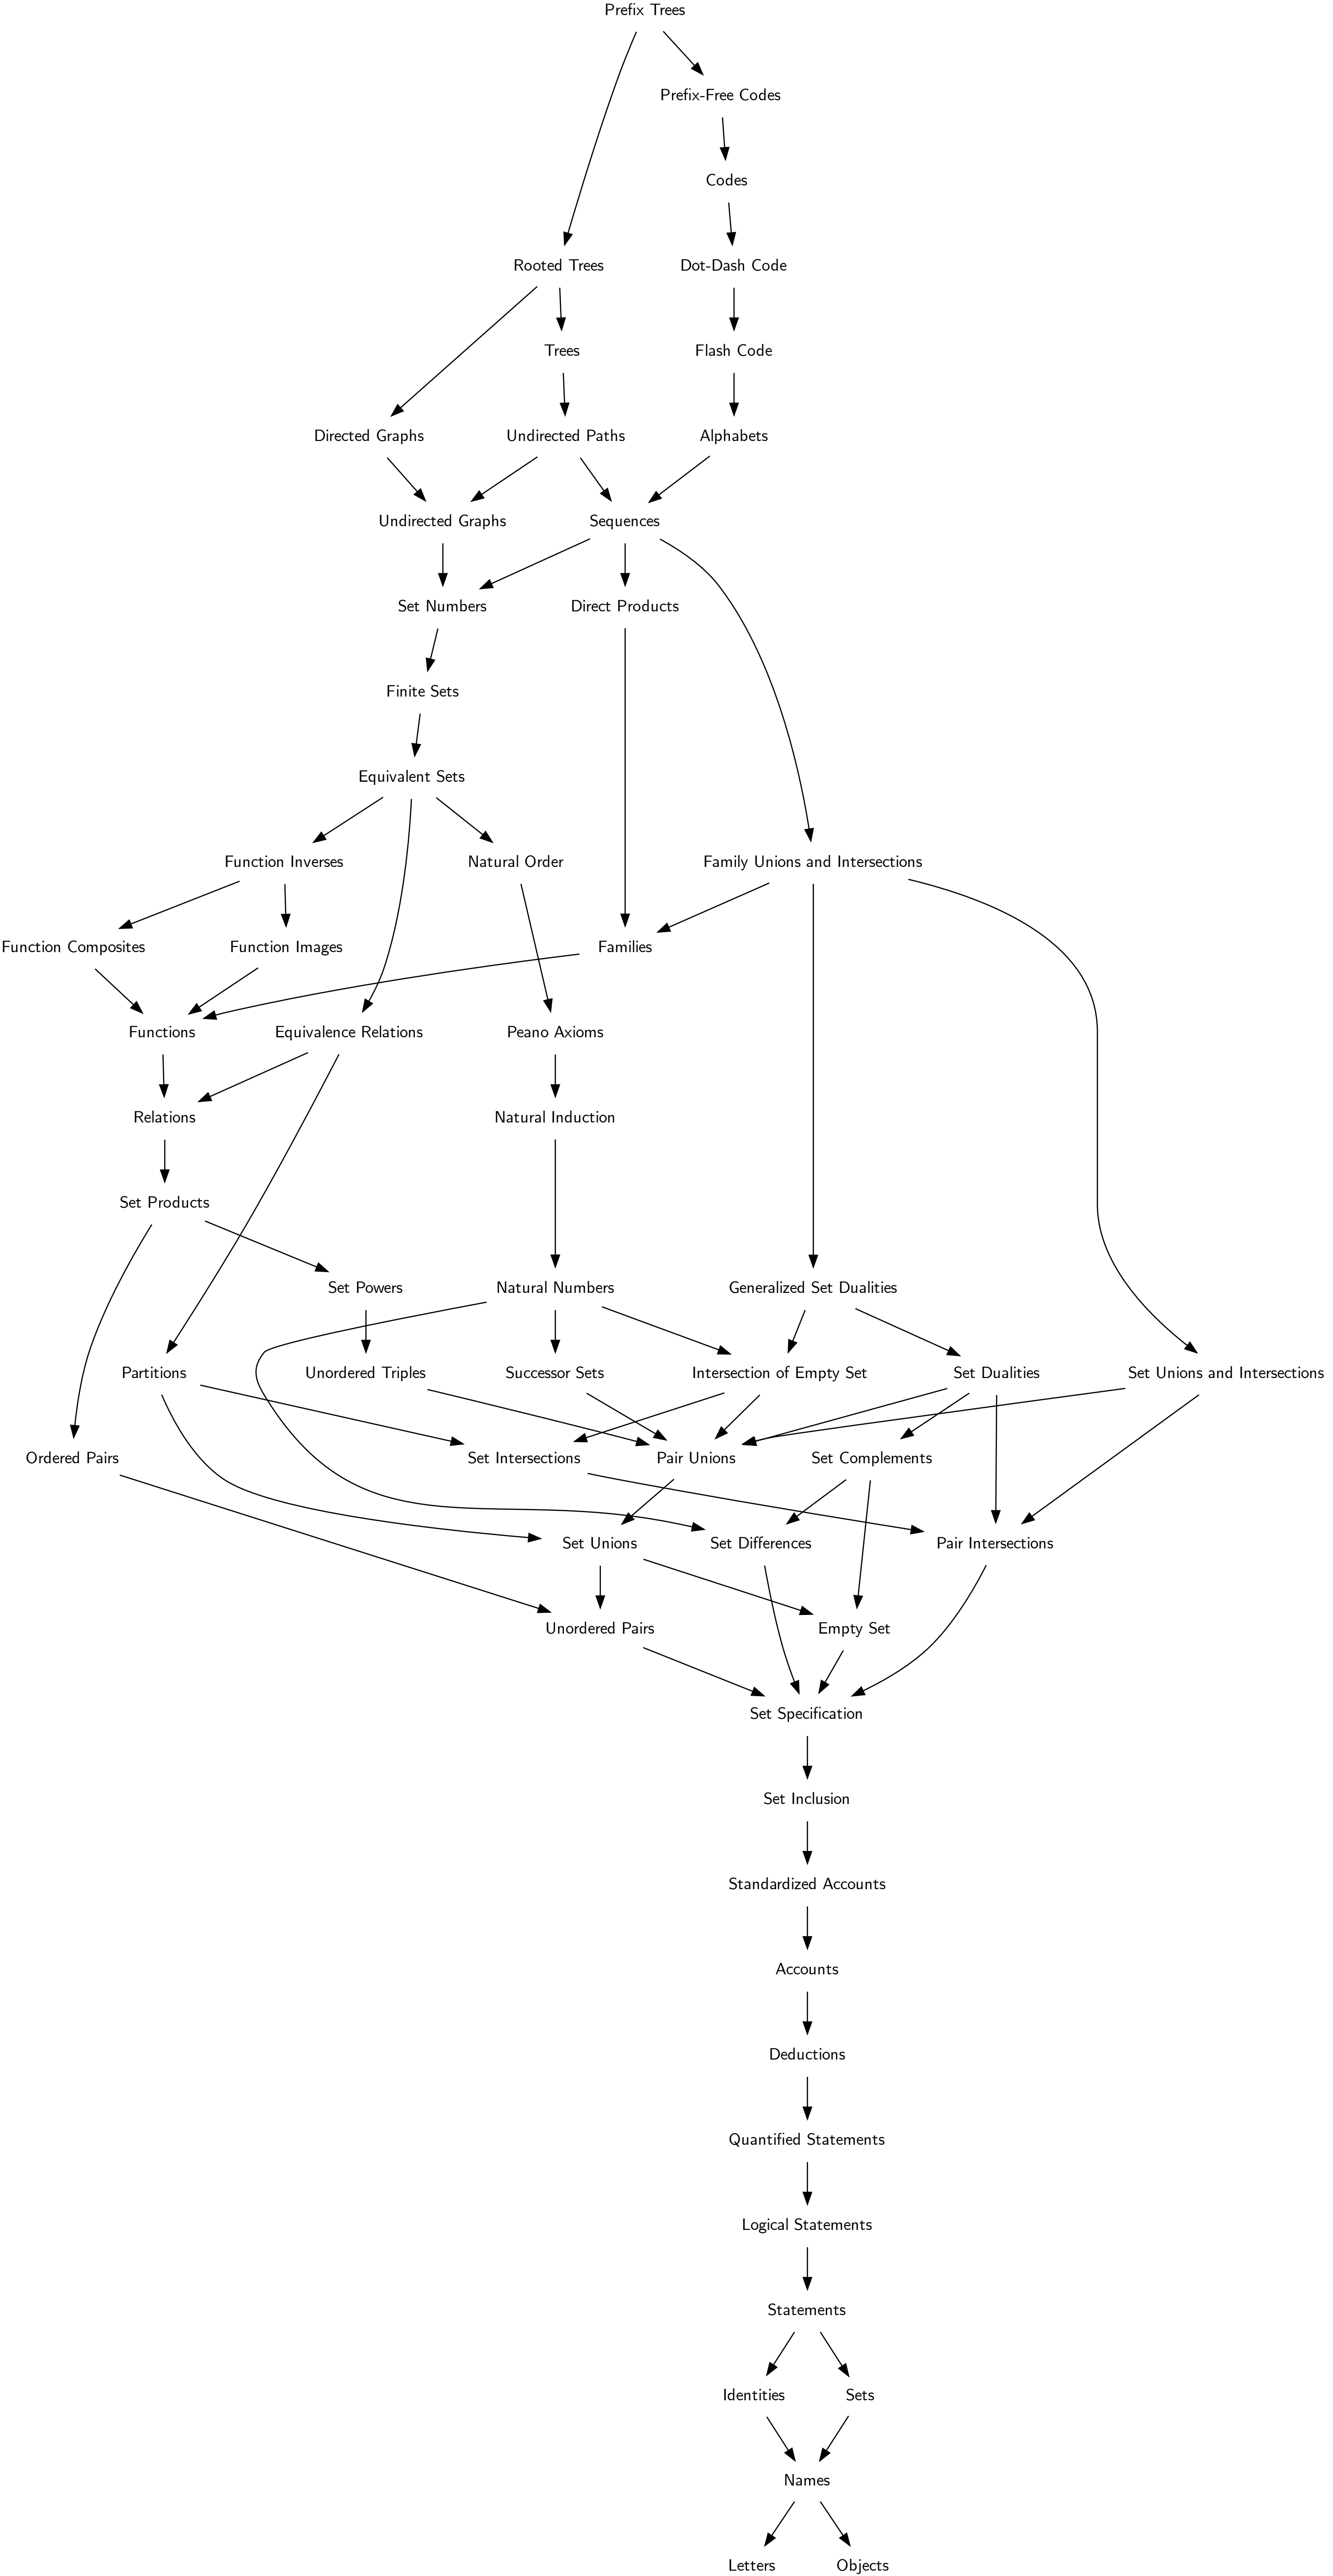 Prefix Trees
Prefix-Free Codes
Codes
Rooted Trees
Dot-Dash Code
Trees
Flash Code
Directed Graphs
Undirected Paths
Alphabets
Undirected Graphs
Sequences
Set Numbers
Direct Products
Finite Sets
Equivalent Sets
Function Inverses
Natural Order
Family Unions and Intersections
Function Composites
Function Images
Families
Functions
Equivalence Relations
Peano Axioms
Relations
Natural Induction
Set Products
Set Powers
Natural Numbers
Generalized Set Dualities
Partitions
Unordered Triples
Successor Sets
Intersection of Empty Set
Set Dualities
Set Unions and Intersections
Ordered Pairs
Set Intersections
Pair Unions
Set Complements
Set Unions
Set Differences
Pair Intersections
Unordered Pairs
Empty Set
Set Specification
Set Inclusion
Standardized Accounts
Accounts
Deductions
Quantified Statements
Logical Statements
Statements
Identities
Sets
Names
Letters
Objects